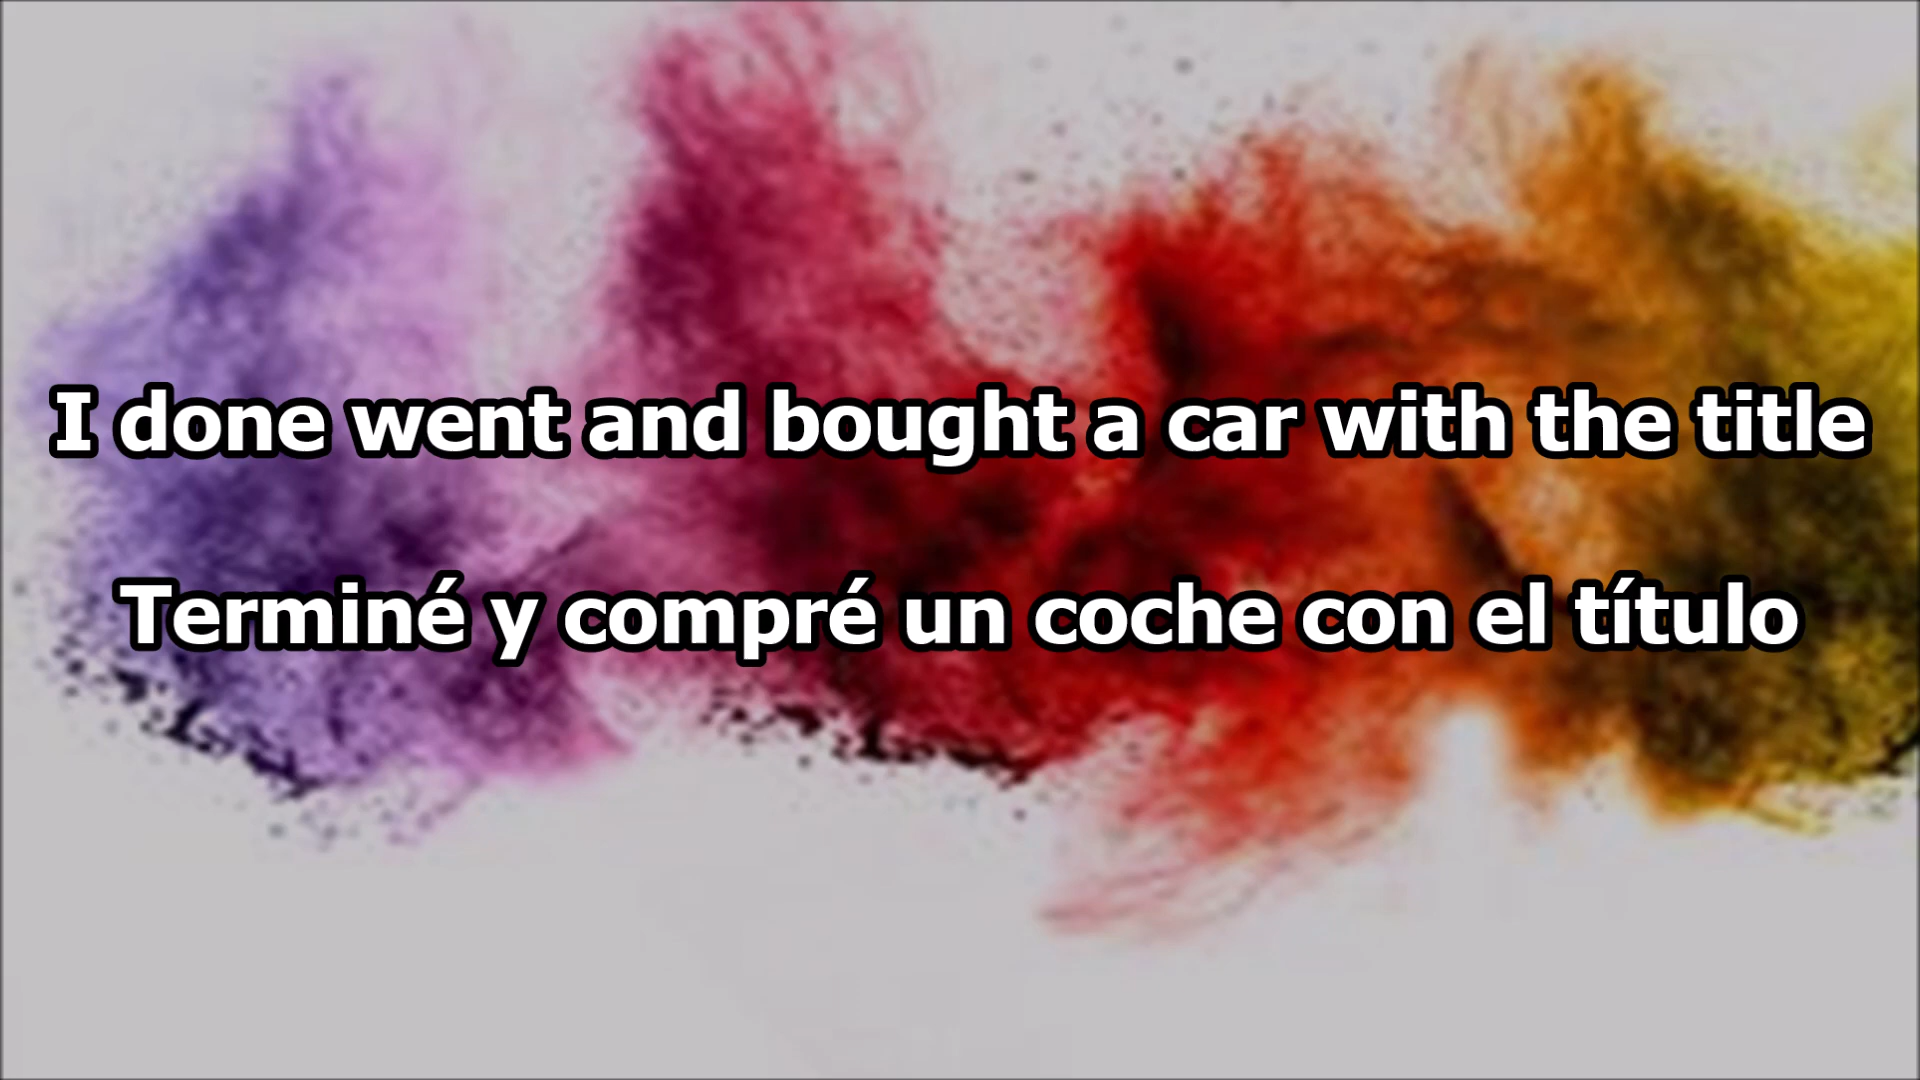 I done went and bought a car with the title
Terminé y compré un coche con el título